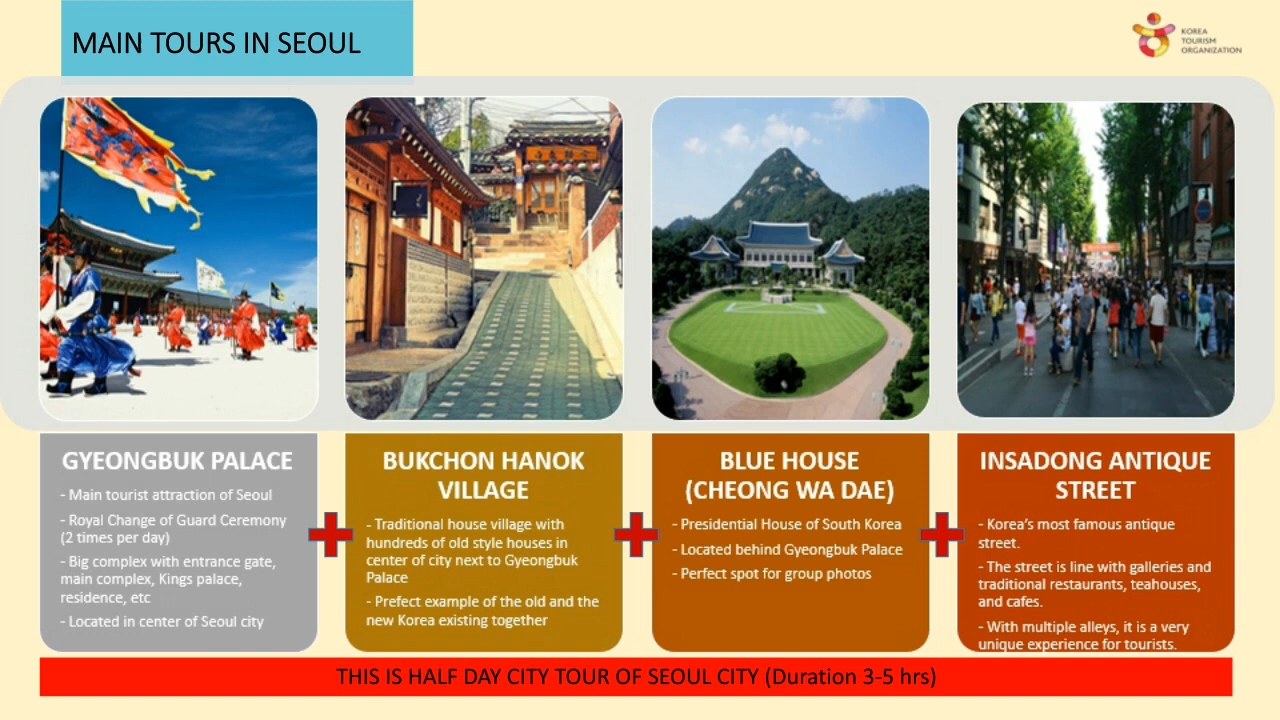 MAIN TOURS IN SEOUL
KOREA
TOURISM
ORGANIZATION
GYEONGBUK PALACE
- Main tourist attraction of Seoul
- Royal Change of Guard Ceremony
(2 times per day)
- Big complex with entrance gate,
main complex, Kings palace,
residence, etc
- Located in center of Seoul city
BUKCHON HANOK
VILLAGE
- Traditional house village with
hundreds of old style houses in
center of city next to Gyeongbuk
Palace
- Prefect example of the old and the
new Korea existing together
BLUE HOUSE
(CHEONG WA DAE)
- Presidential House of South Korea
- Located behind Gyeongbuk Palace
- Perfect spot for group photos
INSADONG ANTIQUE
STREET
- Korea's most famous antique
street.
- The street is line with galleries and
traditional restaurants, teahouses,
and cafes.
- With multiple alleys, it is a very
unique experience for tourists.
THIS IS HALF DAY CITY TOUR OF SEOUL CITY (Duration 3-5 hrs)